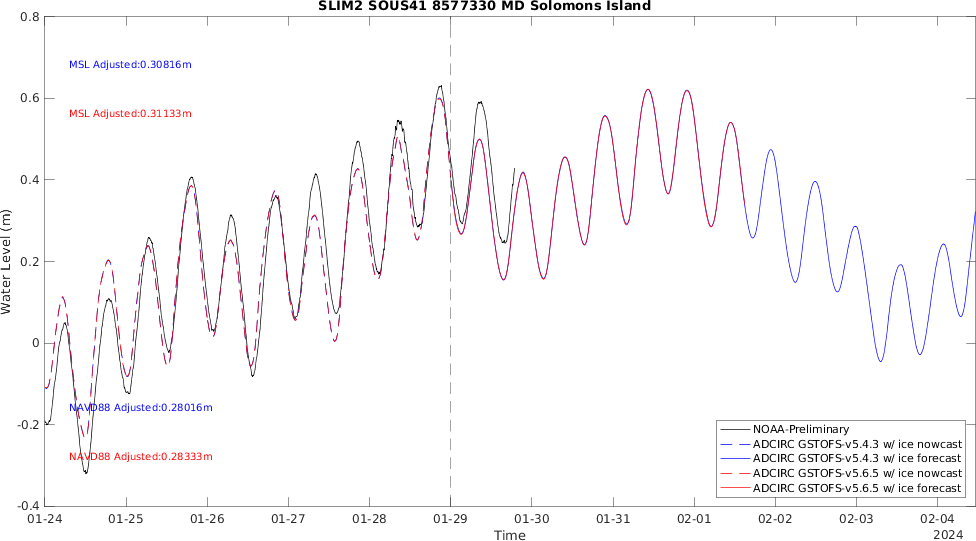 SLIM2 SOUS41 8577330 MD Solomons Island
0.8
0.6
0.4
0.2
0
-0.2
-0.4
Water Level (m)
MSL Adjusted:0.30816m
MSL Adjusted:0.31133m
NAVD88 Adjusted:0.28016m
NAVD88 Adjusted:0.28333m
NOAA-Preliminary
ADCIRC GSTOFS-v5.4.3 w/ ice nowcast
ADCIRC GSTOFS-v5.4.3 w/ ice forecast
ADCIRC GSTOFS-v5.6.5 w/ ice nowcast
ADCIRC GSTOFS-v5.6.5 w/ ice forecast
01-24 01-25 01-26 01-27 01-28 01-29 01-30 01-31 02-01 02-02 02-03 02-04
Time
2024